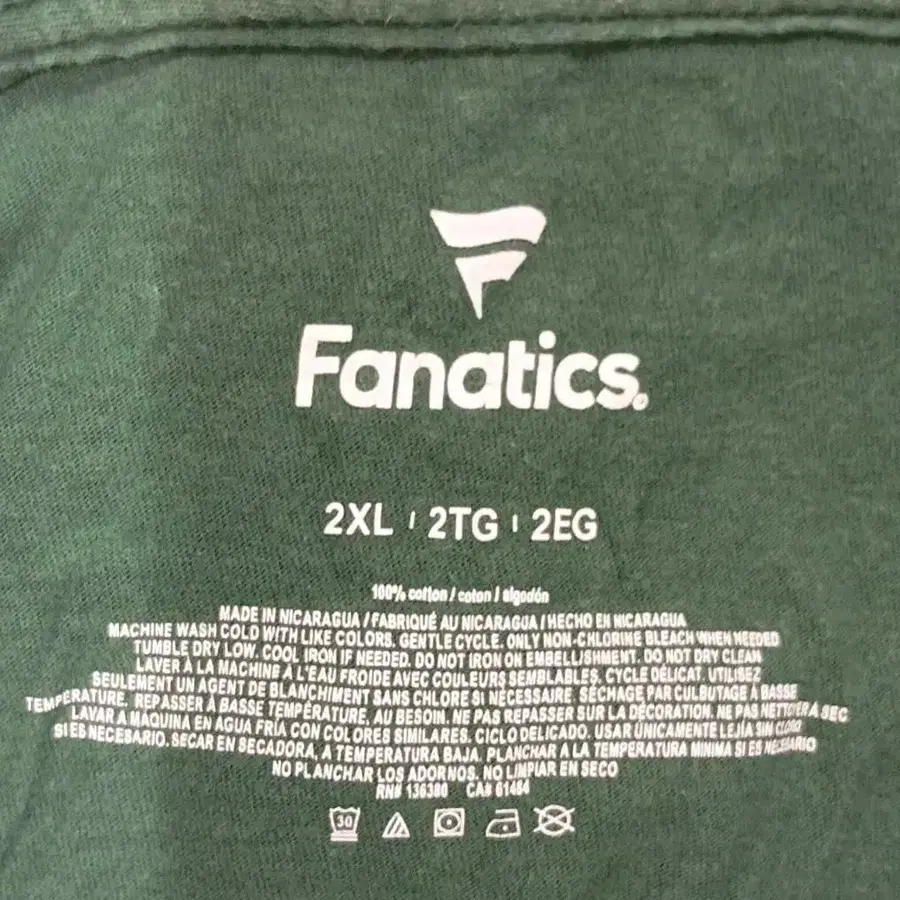 Fanatics®
2XL | 2TG | 2EG
100% cotton / coton / algodón
MADE IN NICARAGUA / FABRIQUÉ AU NICARAGUA / HECHO EN NICARAGUA
MACHINE WASH COLD WITH LIKE COLORS. GENTLE CYCLE. ONLY NON-CHLORINE BLEACH WHEN NEEDED
TUMBLE DRY LOW. COOL IRON IF NEEDED. DO NOT IRON ON EMBELLISHMENT. DO NOT DRY CLEAN
LAVER À LA MACHINE À L'EAU FROIDE AVEC COULEURS SEMBLABLES. CYCLE DÉLICAT. UTILISEZ
SEULEMENT UN AGENT DE BLANCHIMENT SANS CHLORE SI NÉCESSAIRE. SÉCHAGE PAR CULBUTAGE À BASSE
TEMPÉRATURE. REPASSER À BASSE TEMPÉRATURE, AU BESOIN. NE PAS REPASSER SUR LA DÉCORATION. NE PAS NETTOYER À SEC
LAVAR A MÁQUINA EN AGUA FRÍA CON COLORES SIMILARES. CICLO DELICADO. USAR ÚNICAMENTE LEJÍA SIN CLORO
SI ES NECESARIO. SECAR EN SECADORA, A TEMPERATURA BAJA. PLANCHAR A LA TEMPERATURA MÍNIMA SI ES NECESARIO
NO PLANCHAR LOS ADORNOS. NO LIMPIAR EN SECO
RN# 136380 CA# 61484
30